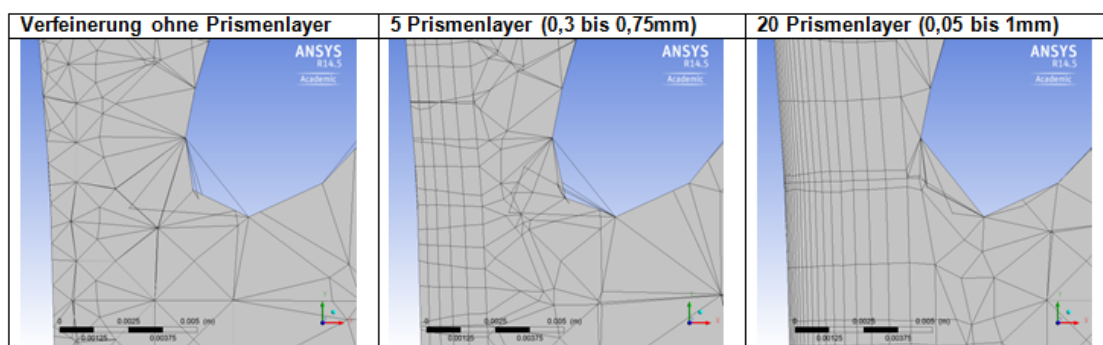 Verfeinerung ohne Prismenlayer
5 Prismenlayer (0,3 bis 0,75mm)
20 Prismenlayer (0,05 bis 1mm)
ANSYS
R14.5
Academic
0 0.0025 0.005 (m)
0.00125 0.00375
ANSYS
R14.5
Academic
0 0.0025 0.005 (m)
0.00125 0.00375
ANSYS
R14.5
Academic
0 0.0025 0.005 (m)
0.00125 0.00375